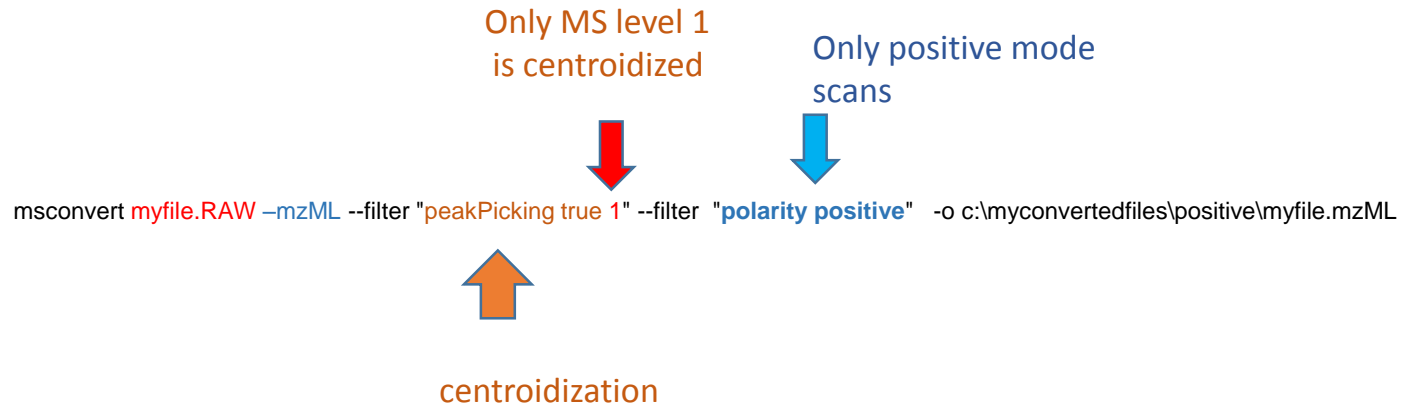 Only MS level 1
is centroidized
Only positive mode
scans
msconvert myfile.RAW –mzML --filter "peakPicking true 1" --filter "polarity positive" -o c:\myconvertedfiles\positive\myfile.mzML
centroidization